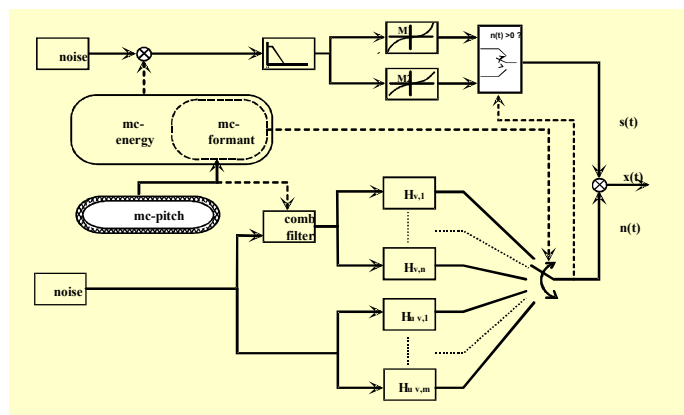 noise
M
M
n(t) >0 ?
mc-
energy
mc-
formant
s(t)
x(t)
n(t)
mc-pitch
comb
filter
Hv,1
Hv,n
noise
Hu v,1
Hu v,m